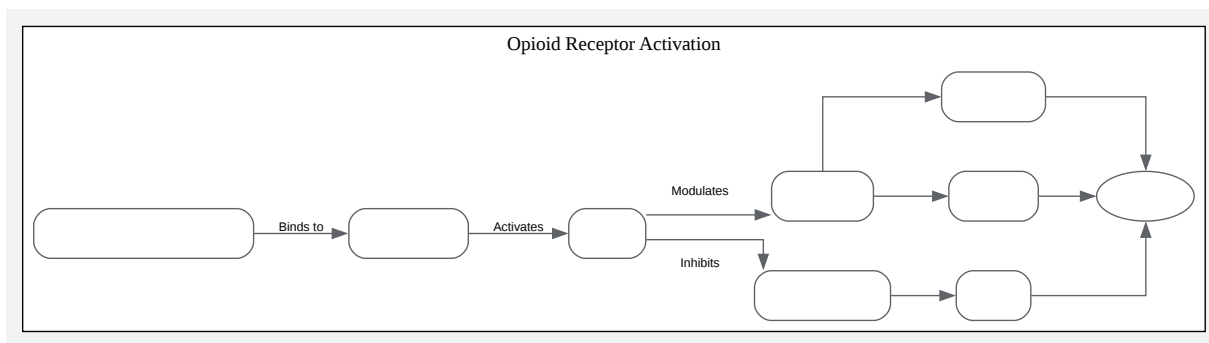 Opioid Receptor Activation
Modulates
Binds to
Activates
Inhibits